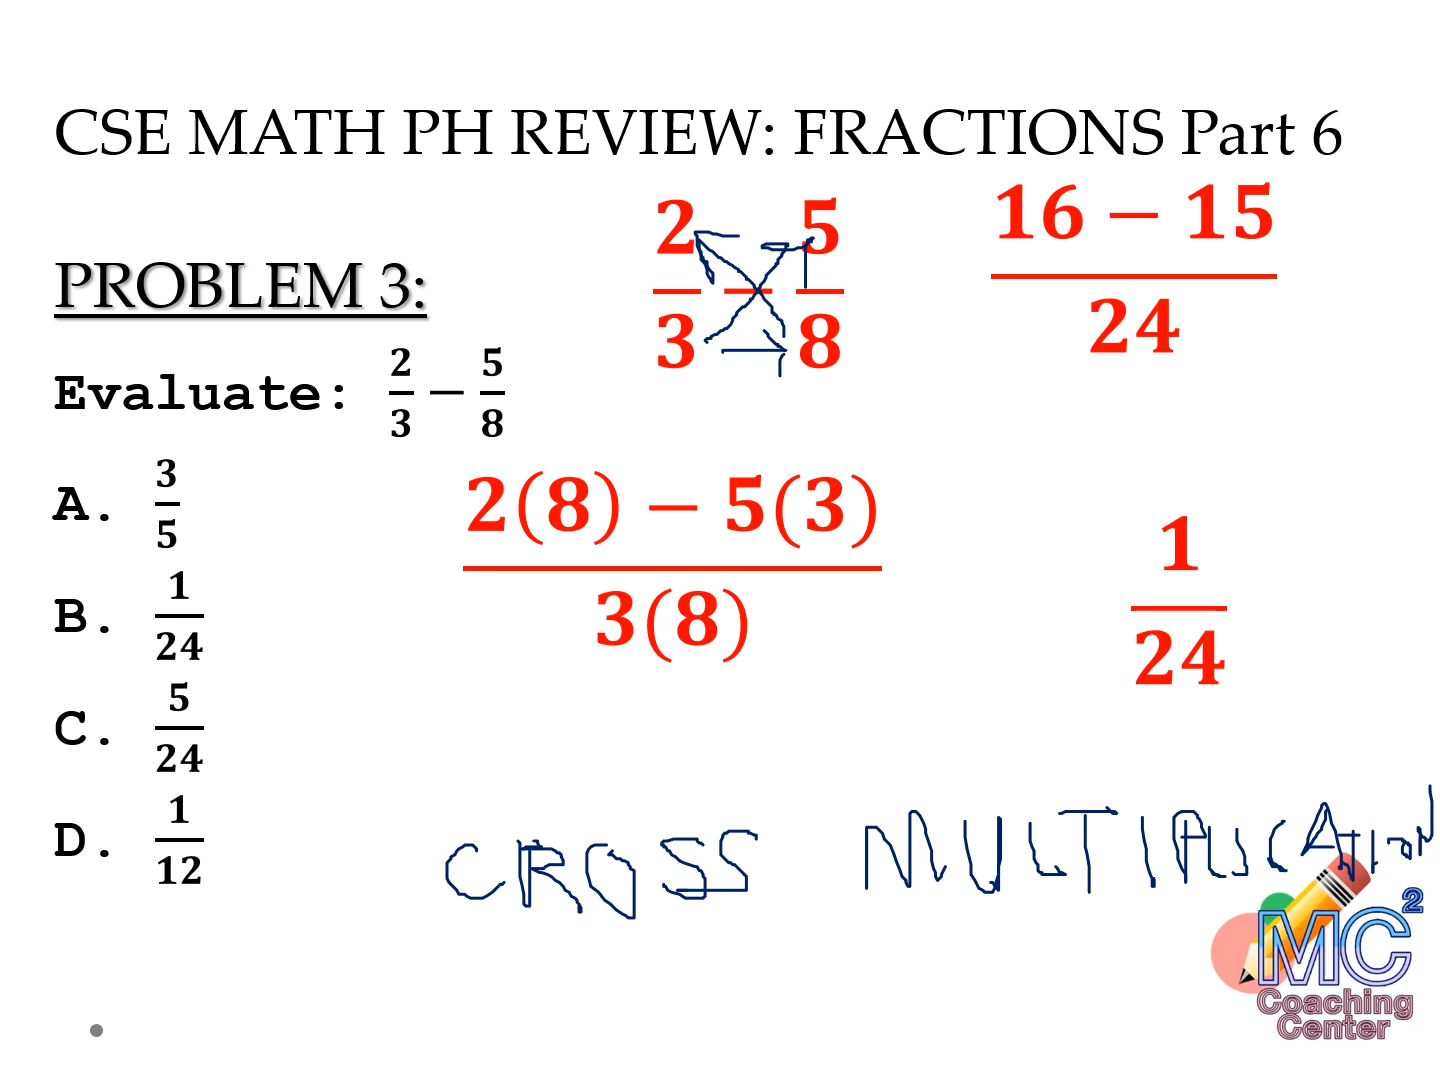 CSE MATH PH REVIEW: FRACTIONS Part 6
PROBLEM 3:
Evaluate: 2/3 − 5/8
A. 3/5
B. 1/24
C. 5/24
D. 1/12
2/3 − 5/8
2(8) − 5(3)
3(8)
16 − 15
24
1
24
CROSS MULTIPLICATION
MC²
Coaching
Center